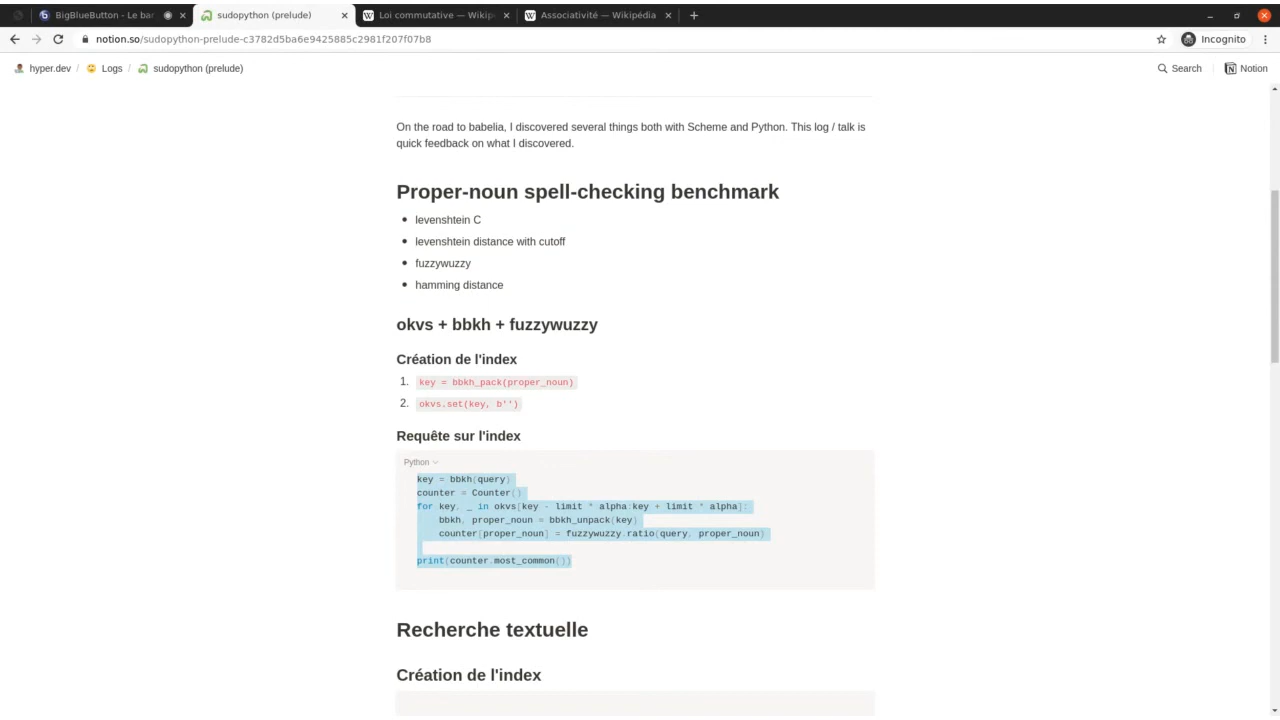 BigBlueButton - Le bar
sudopython (prelude)
Loi commutative — Wikip
Associativité — Wikipédia
notion.so/sudopython-prelude-c3782d5ba6e9425885c2981f207f07b8
Incognito
hyper.dev / Logs / sudopython (prelude)
Search
Notion
On the road to babelia, I discovered several things both with Scheme and Python. This log / talk is
quick feedback on what I discovered.
Proper-noun spell-checking benchmark
levenshtein C
levenshtein distance with cutoff
fuzzywuzzy
hamming distance
okvs + bbkh + fuzzywuzzy
Création de l'index
1. key = bbkh_pack(proper_noun)
2. okvs.set(key, b'')
Requête sur l'index
Python
key = bbkh(query)
counter = Counter()
for key, _ in okvs[key - limit * alpha:key + limit * alpha]:
bbkh, proper_noun = bbkh_unpack(key)
counter[proper_noun] = fuzzywuzzy.ratio(query, proper_noun)
print(counter.most_common())
Recherche textuelle
Création de l'index